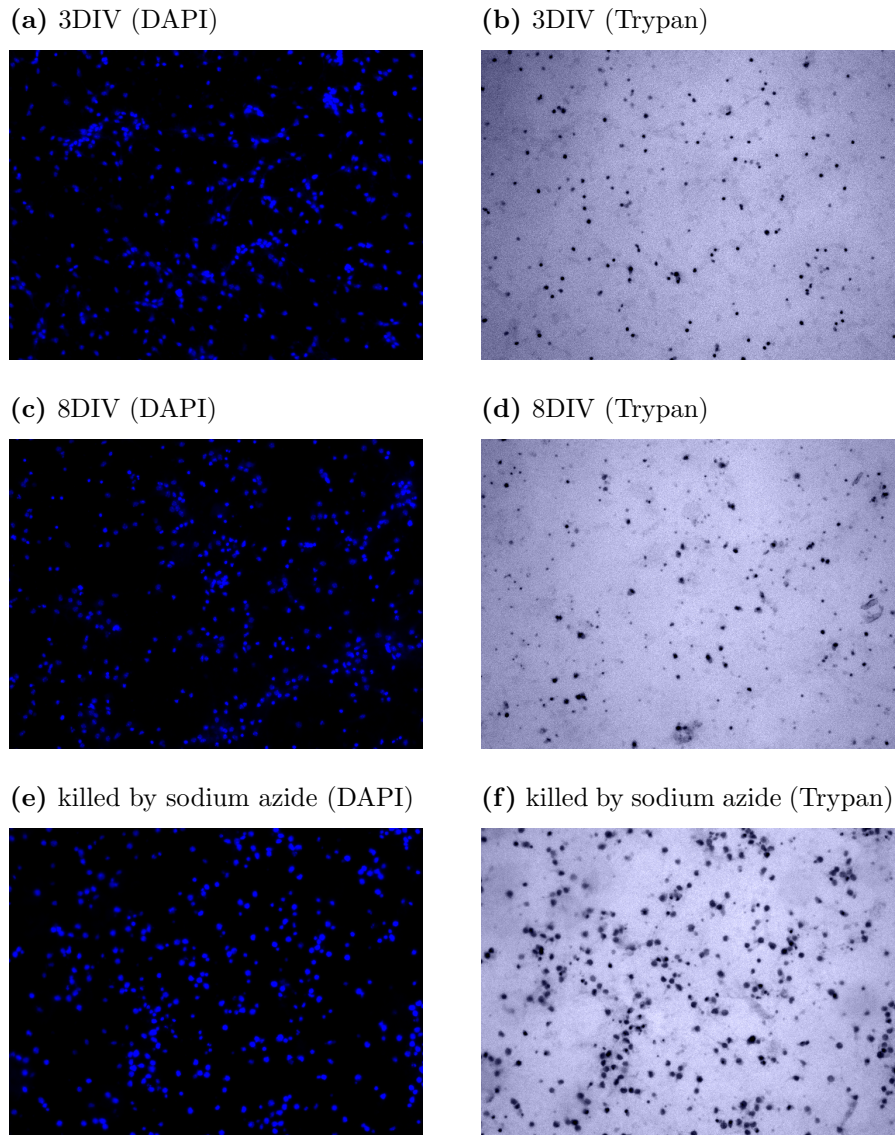 (a) 3DIV (DAPI)
(b) 3DIV (Trypan)
(c) 8DIV (DAPI)
(d) 8DIV (Trypan)
(e) killed by sodium azide (DAPI)
(f) killed by sodium azide (Trypan)